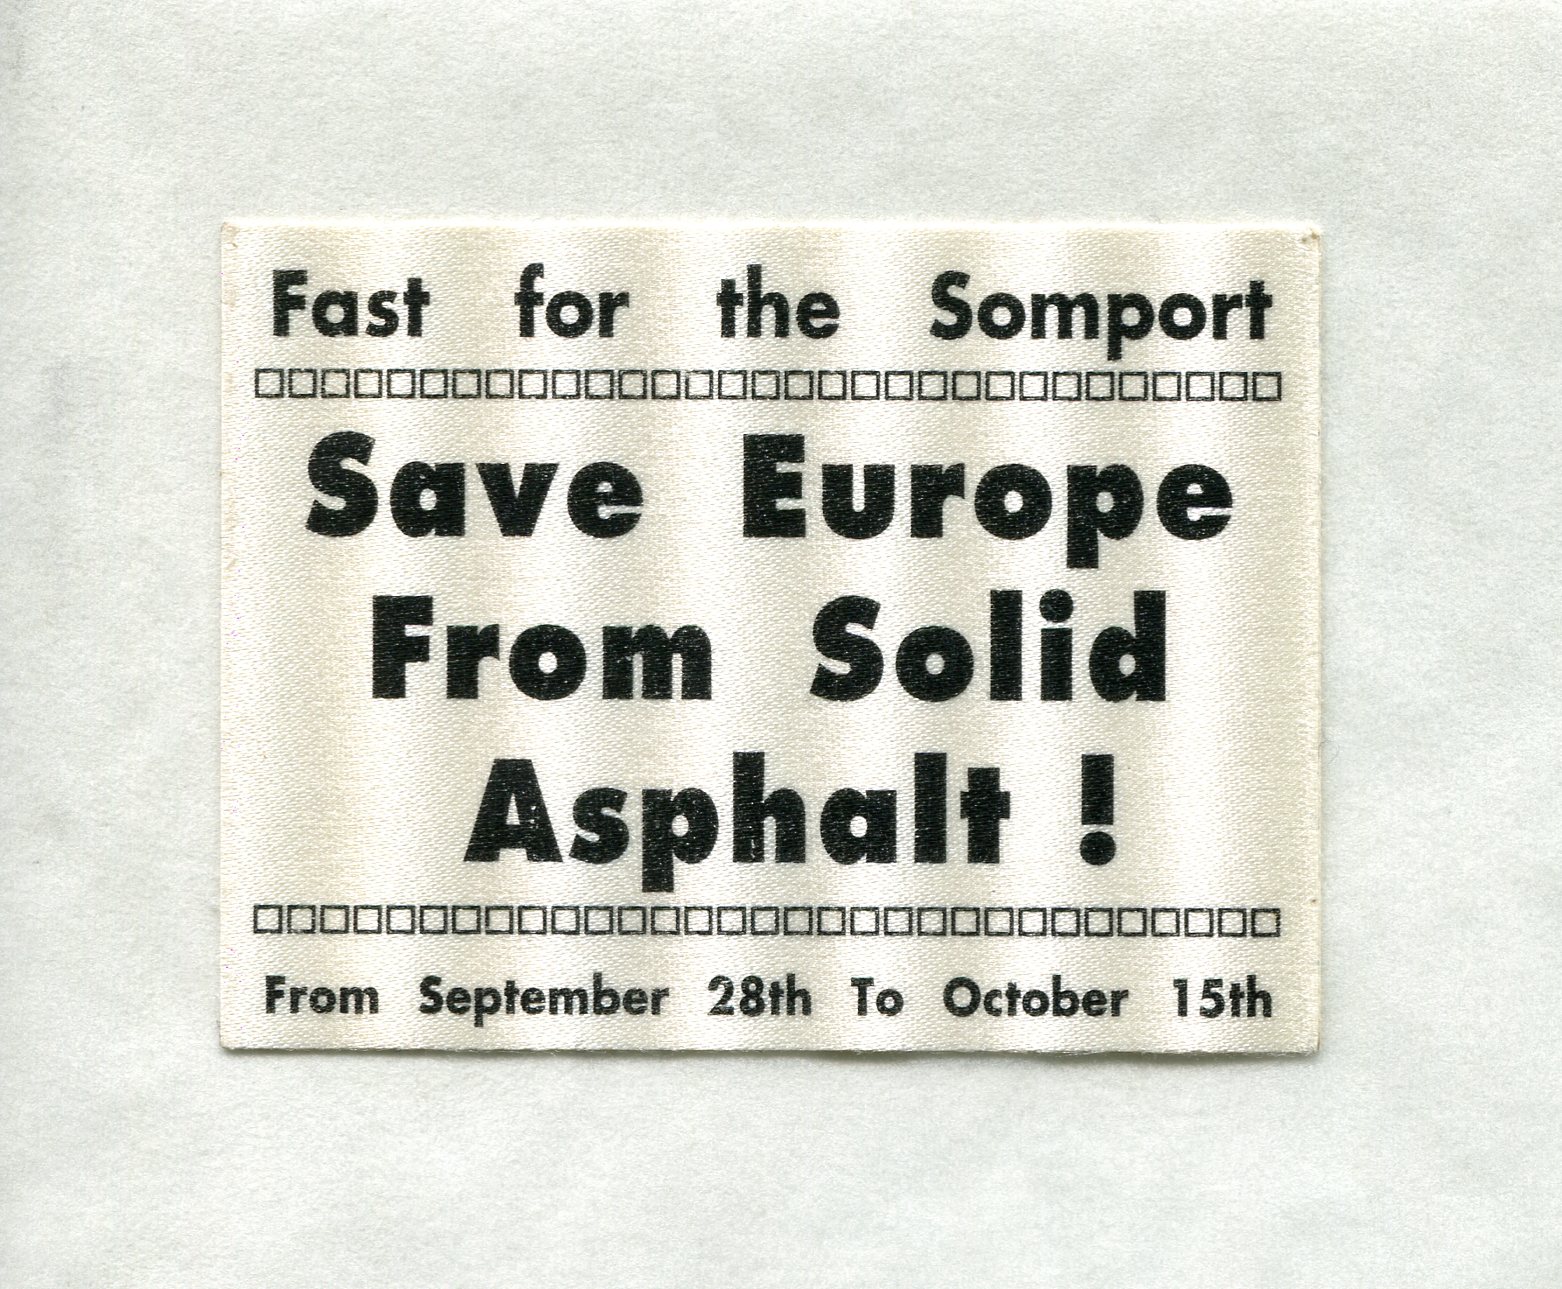 Fast for the Somport
Save Europe
From Solid
Asphalt !
From September 28th To October 15th